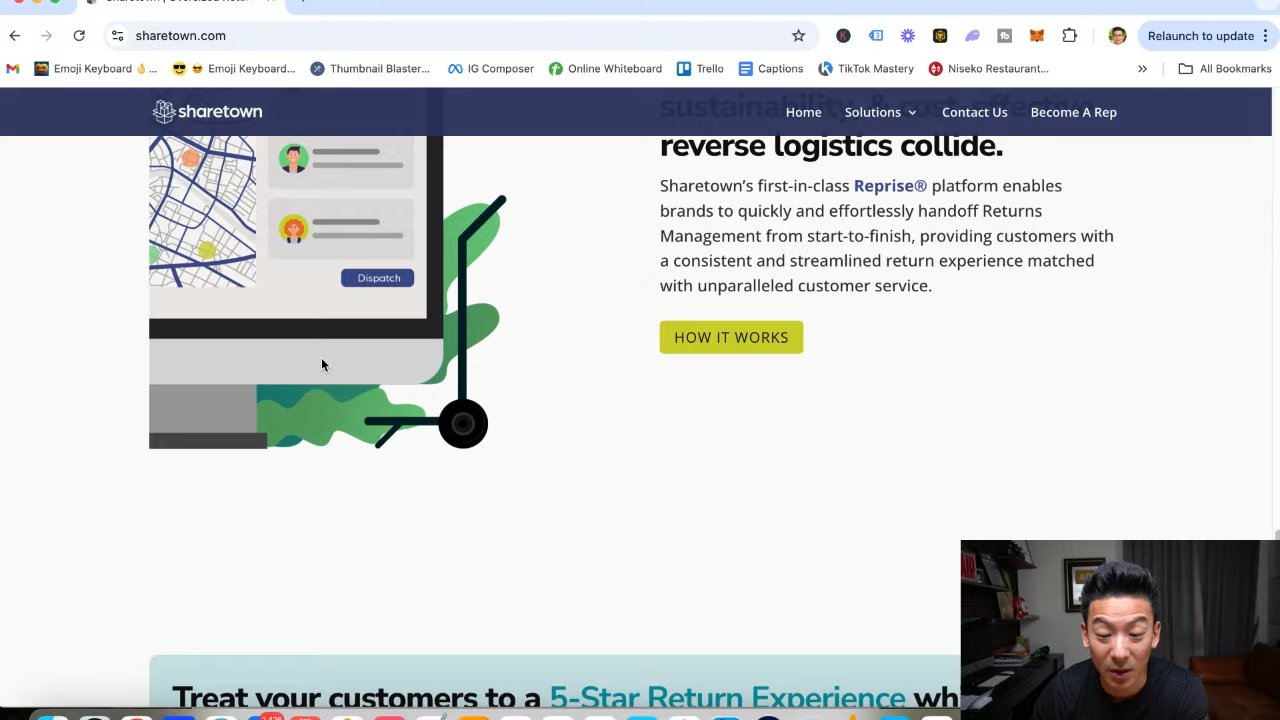 sharetown.com
Relaunch to update
Emoji Keyboard 👌...
😎 Emoji Keyboard...
Thumbnail Blaster...
IG Composer
Online Whiteboard
Trello
Captions
TikTok Mastery
Niseko Restaurant...
All Bookmarks
sharetown
Home
Solutions
Contact Us
Become A Rep
sustainability, & cost-effective
reverse logistics collide.
Sharetown's first-in-class Reprise® platform enables
brands to quickly and effortlessly handoff Returns
Management from start-to-finish, providing customers with
a consistent and streamlined return experience matched
with unparalleled customer service.
HOW IT WORKS
Dispatch
Treat your customers to a 5-Star Return Experience